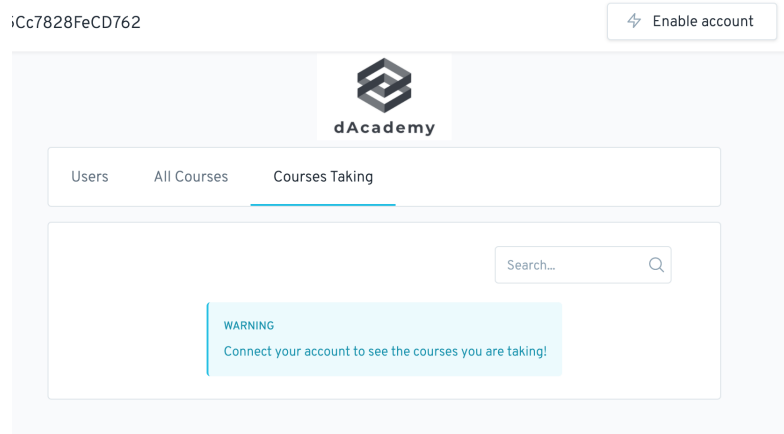 5Cc7828FeCD762
Enable account
dAcademy
Users
All Courses
Courses Taking
Search...
WARNING
Connect your account to see the courses you are taking!